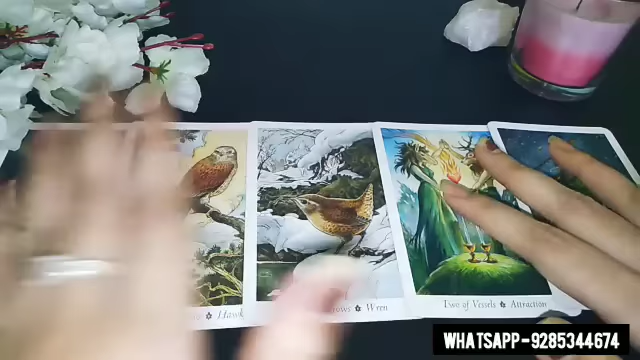 Hawk
Wren
Two of Vessels ✽ Attraction
WHATSAPP-9285344674